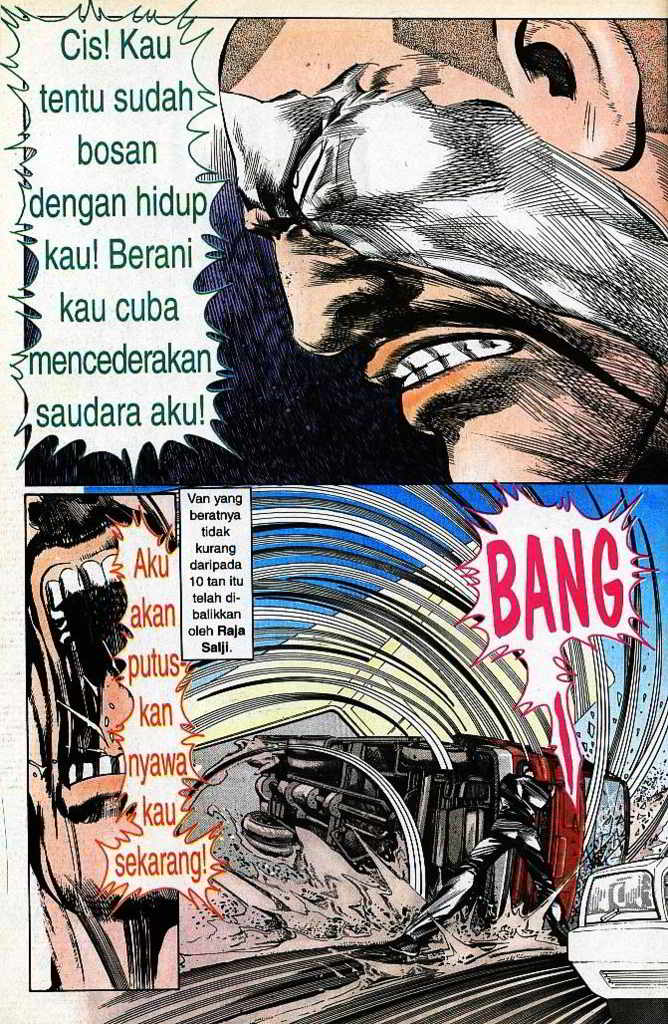 Cis! Kau
tentu sudah
bosan
dengan hidup
kau! Berani
kau cuba
mencederakan
saudara aku!
Aku
akan
putus-
kan
nyawa
kau
sekarang!
Van yang
beratnya
tidak
kurang
daripada
10 tan itu
telah di-
balikkan
oleh Raja
Salji.
BANG!